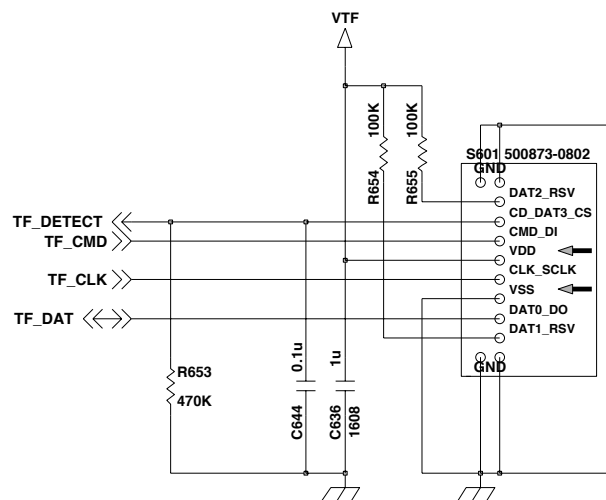 VTF
100K
100K
R654
R655
S601 500873-0802
GND
DAT2_RSV
TF_DETECT
CD_DAT3_CS
TF_CMD
CMD_DI
VDD
TF_CLK
CLK_SCLK
VSS
TF_DAT
DAT0_DO
DAT1_RSV
GND
R653
470K
0.1u
C644
1u
C636
1608